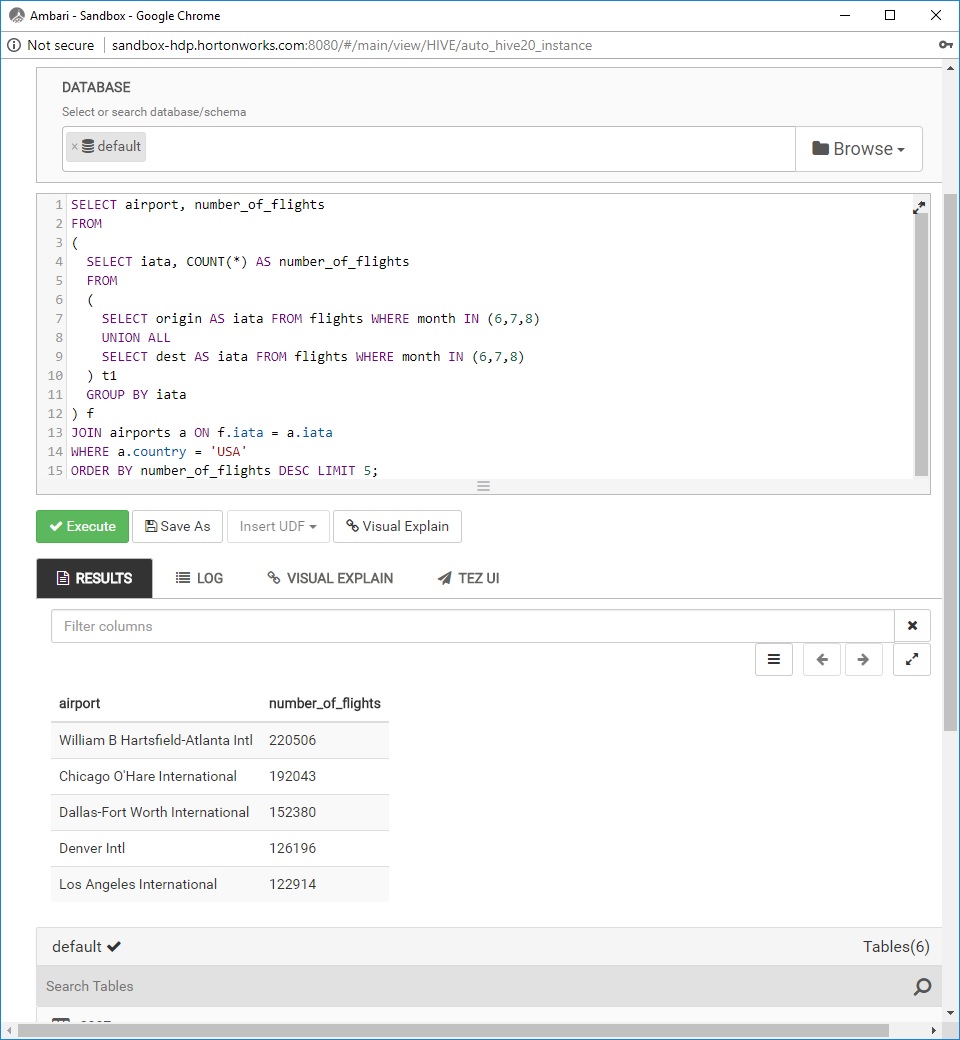 Ambari - Sandbox - Google Chrome
Not secure sandbox-hdp.hortonworks.com:8080/#/main/view/HIVE/auto_hive20_instance
DATABASE
Select or search database/schema
× default
Browse
1 SELECT airport, number_of_flights
2 FROM
3 (
4 SELECT iata, COUNT(*) AS number_of_flights
5 FROM
6 (
7 SELECT origin AS iata FROM flights WHERE month IN (6,7,8)
8 UNION ALL
9 SELECT dest AS iata FROM flights WHERE month IN (6,7,8)
10 ) t1
11 GROUP BY iata
12 ) f
13 JOIN airports a ON f.iata = a.iata
14 WHERE a.country = 'USA'
15 ORDER BY number_of_flights DESC LIMIT 5;
Execute Save As Insert UDF Visual Explain
RESULTS LOG VISUAL EXPLAIN TEZ UI
Filter columns
airport number_of_flights
William B Hartsfield-Atlanta Intl 220506
Chicago O'Hare International 192043
Dallas-Fort Worth International 152380
Denver Intl 126196
Los Angeles International 122914
default Tables(6)
Search Tables